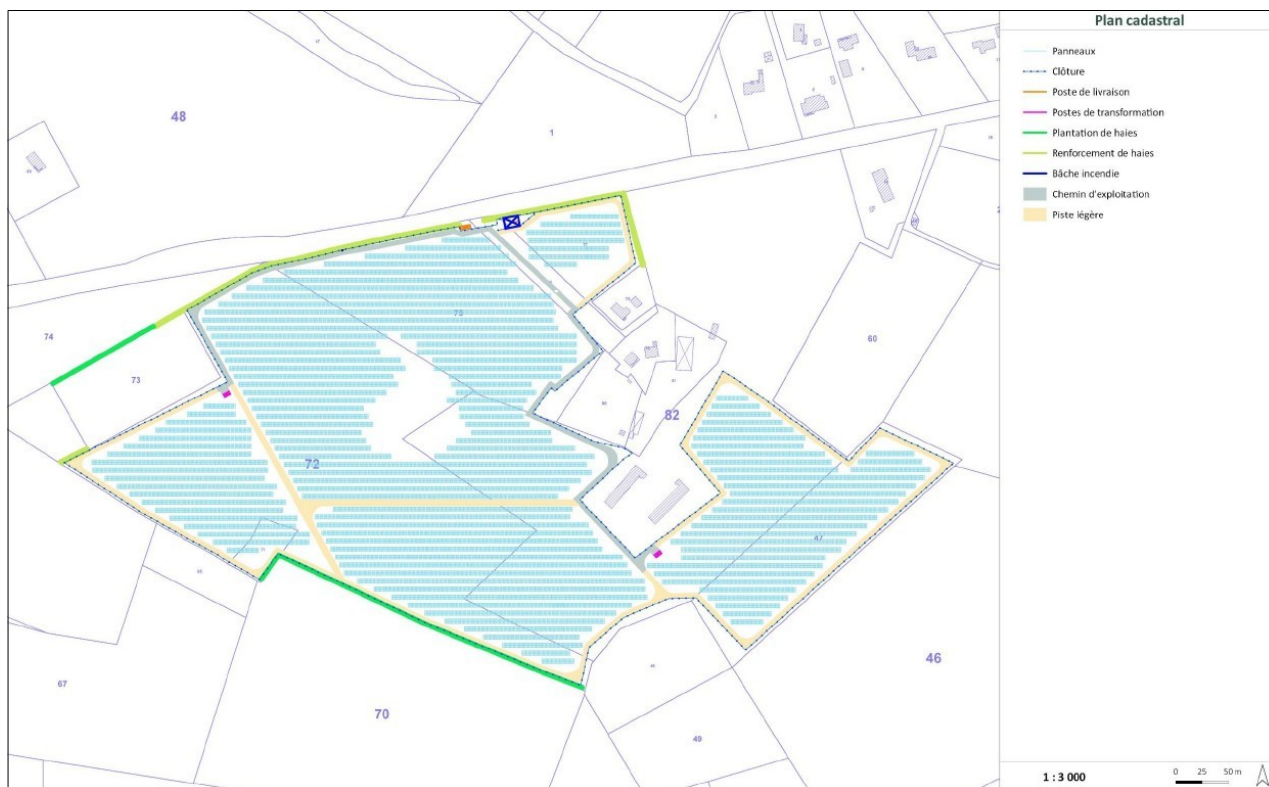 Plan cadastral
Panneaux
Clôture
Poste de livraison
Postes de transformation
Plantation de haies
Renforcement de haies
Bâche incendie
Chemin d'exploitation
Piste légère
48
1
74
73
75
60
82
72
47
67
70
46
49
1 : 3 000
0 25 50 m